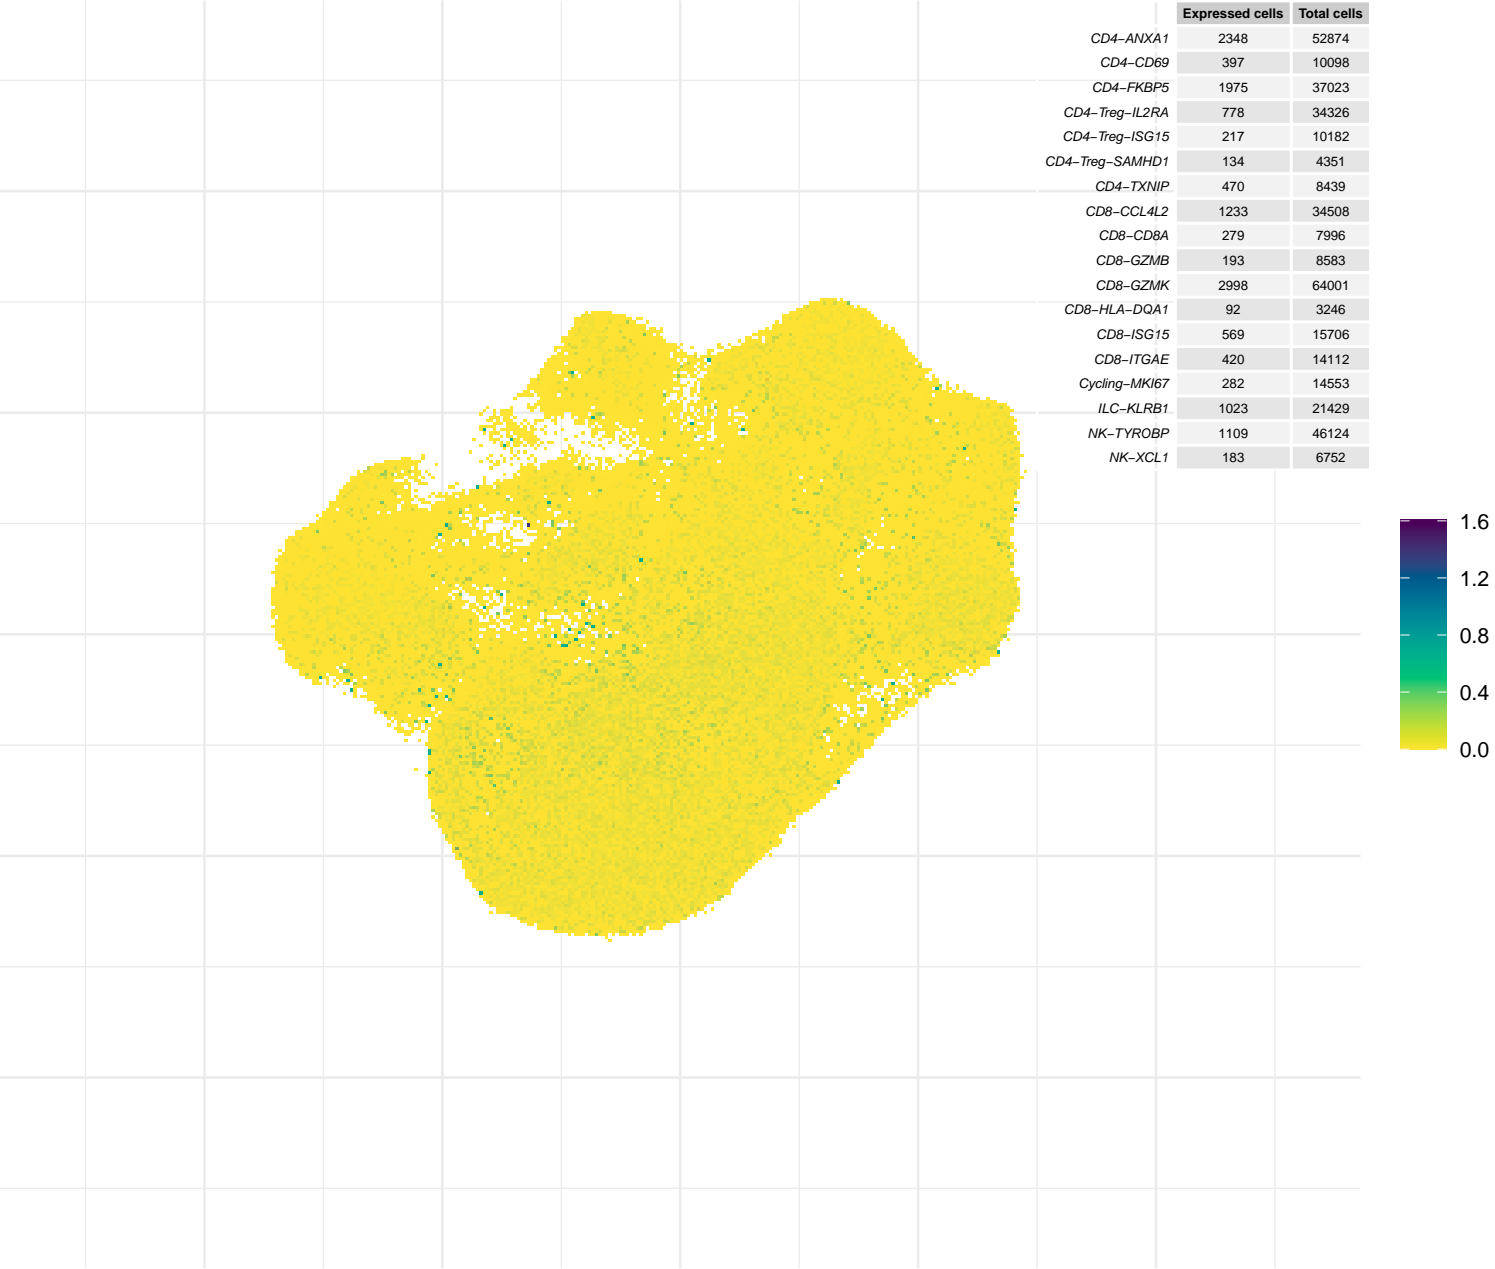 Expressed cells Total cells
CD4−ANXA1 2348 52874
CD4−CD69 397 10098
CD4−FKBP5 1975 37023
CD4−Treg−IL2RA 778 34326
CD4−Treg−ISG15 217 10182
CD4−Treg−SAMHD1 134 4351
CD4−TXNIP 470 8439
CD8−CCL4L2 1233 34508
CD8−CD8A 279 7996
CD8−GZMB 193 8583
CD8−GZMK 2998 64001
CD8−HLA−DQA1 92 3246
CD8−ISG15 569 15706
CD8−ITGAE 420 14112
Cycling−MKI67 282 14553
ILC−KLRB1 1023 21429
NK−TYROBP 1109 46124
NK−XCL1 183 6752
1.6
1.2
0.8
0.4
0.0